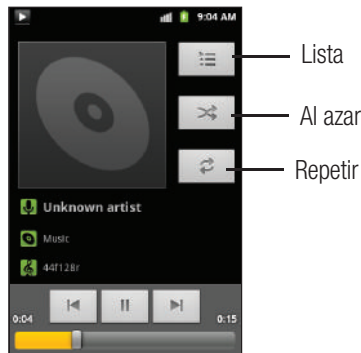 9:04 AM
Lista
Al azar
Repetir
Unknown artist
Music
44f128r
0:04
0:15